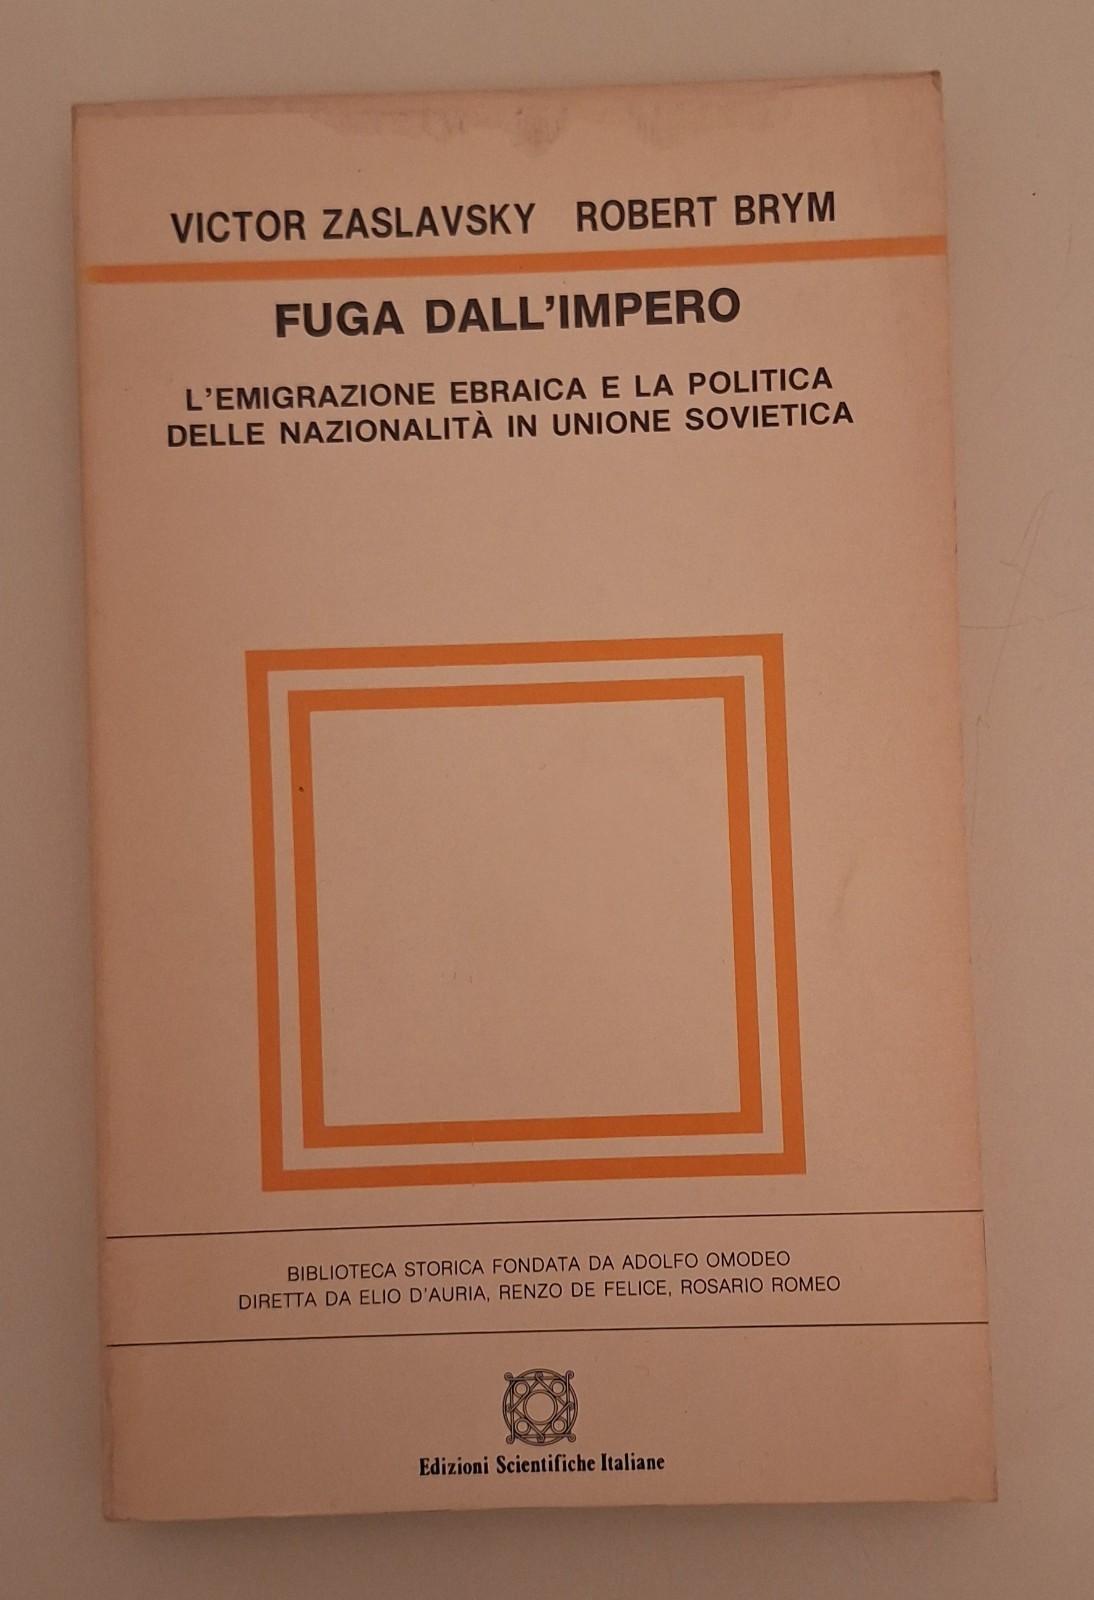 VICTOR ZASLAVSKY ROBERT BRYM
FUGA DALL'IMPERO
L'EMIGRAZIONE EBRAICA E LA POLITICA
DELLE NAZIONALITÀ IN UNIONE SOVIETICA
BIBLIOTECA STORICA FONDATA DA ADOLFO OMODEO
DIRETTA DA ELIO D'AURIA, RENZO DE FELICE, ROSARIO ROMEO
Edizioni Scientifiche Italiane